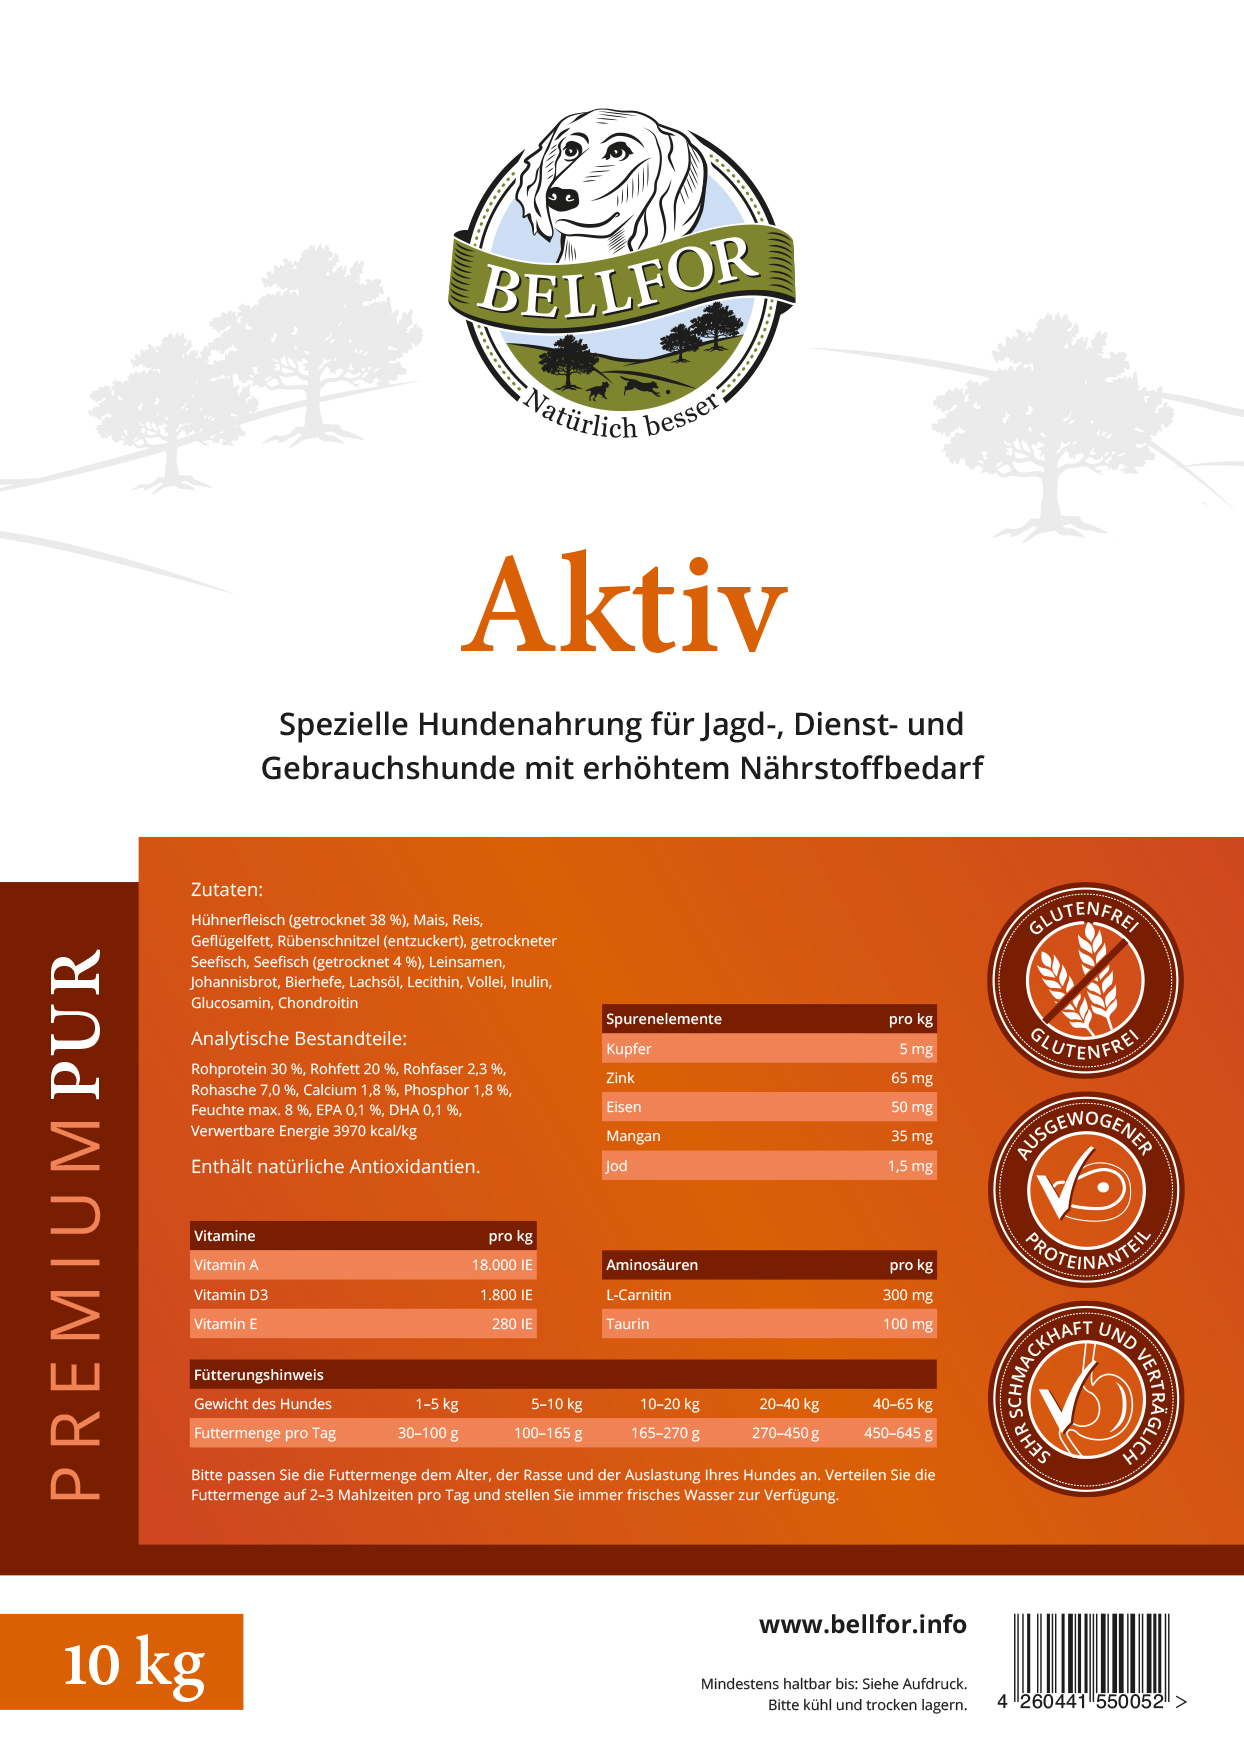 BELLFOR
Natürlich besser
Aktiv
Spezielle Hundenahrung für Jagd-, Dienst- und
Gebrauchshunde mit erhöhtem Nährstoffbedarf
PREMIUM PUR
Zutaten:
Hühnerfleisch (getrocknet 38 %), Mais, Reis,
Geflügelfett, Rübenschnitzel (entzuckert), getrockneter
Seefisch, Seefisch (getrocknet 4 %), Leinsamen,
Johannisbrot, Bierhefe, Lachsöl, Lecithin, Vollei, Inulin,
Glucosamin, Chondroitin
Analytische Bestandteile:
Rohprotein 30 %, Rohfett 20 %, Rohfaser 2,3 %,
Rohasche 7,0 %, Calcium 1,8 %, Phosphor 1,8 %,
Feuchte max. 8 %, EPA 0,1 %, DHA 0,1 %,
Verwertbare Energie 3970 kcal/kg
Enthält natürliche Antioxidantien.
Spurenelemente pro kg
Kupfer 5 mg
Zink 65 mg
Eisen 50 mg
Mangan 35 mg
Jod 1,5 mg
Vitamine pro kg
Vitamin A 18.000 IE
Vitamin D3 1.800 IE
Vitamin E 280 IE
Aminosäuren pro kg
L-Carnitin 300 mg
Taurin 100 mg
Fütterungshinweis
Gewicht des Hundes 1–5 kg 5–10 kg 10–20 kg 20–40 kg 40–65 kg
Futtermenge pro Tag 30–100 g 100–165 g 165–270 g 270–450 g 450–645 g
Bitte passen Sie die Futtermenge dem Alter, der Rasse und der Auslastung Ihres Hundes an. Verteilen Sie die
Futtermenge auf 2–3 Mahlzeiten pro Tag und stellen Sie immer frisches Wasser zur Verfügung.
GLUTENFREI
GLUTENFREI
AUSGEWOGENER
PROTEINANTEIL
SEHR SCHMACKHAFT UND VERTRÄGLICH
10 kg
www.bellfor.info
Mindestens haltbar bis: Siehe Aufdruck.
Bitte kühl und trocken lagern.
4 260441 550052 >